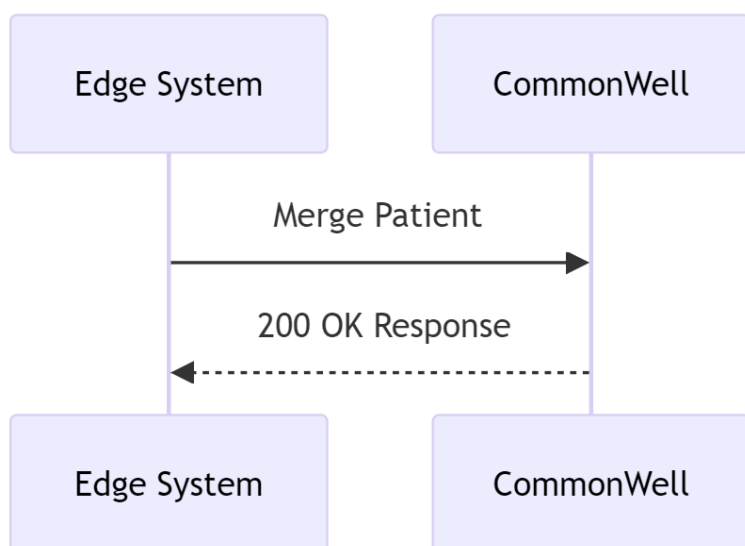 Edge System
CommonWell
Merge Patient
200 OK Response
Edge System
CommonWell